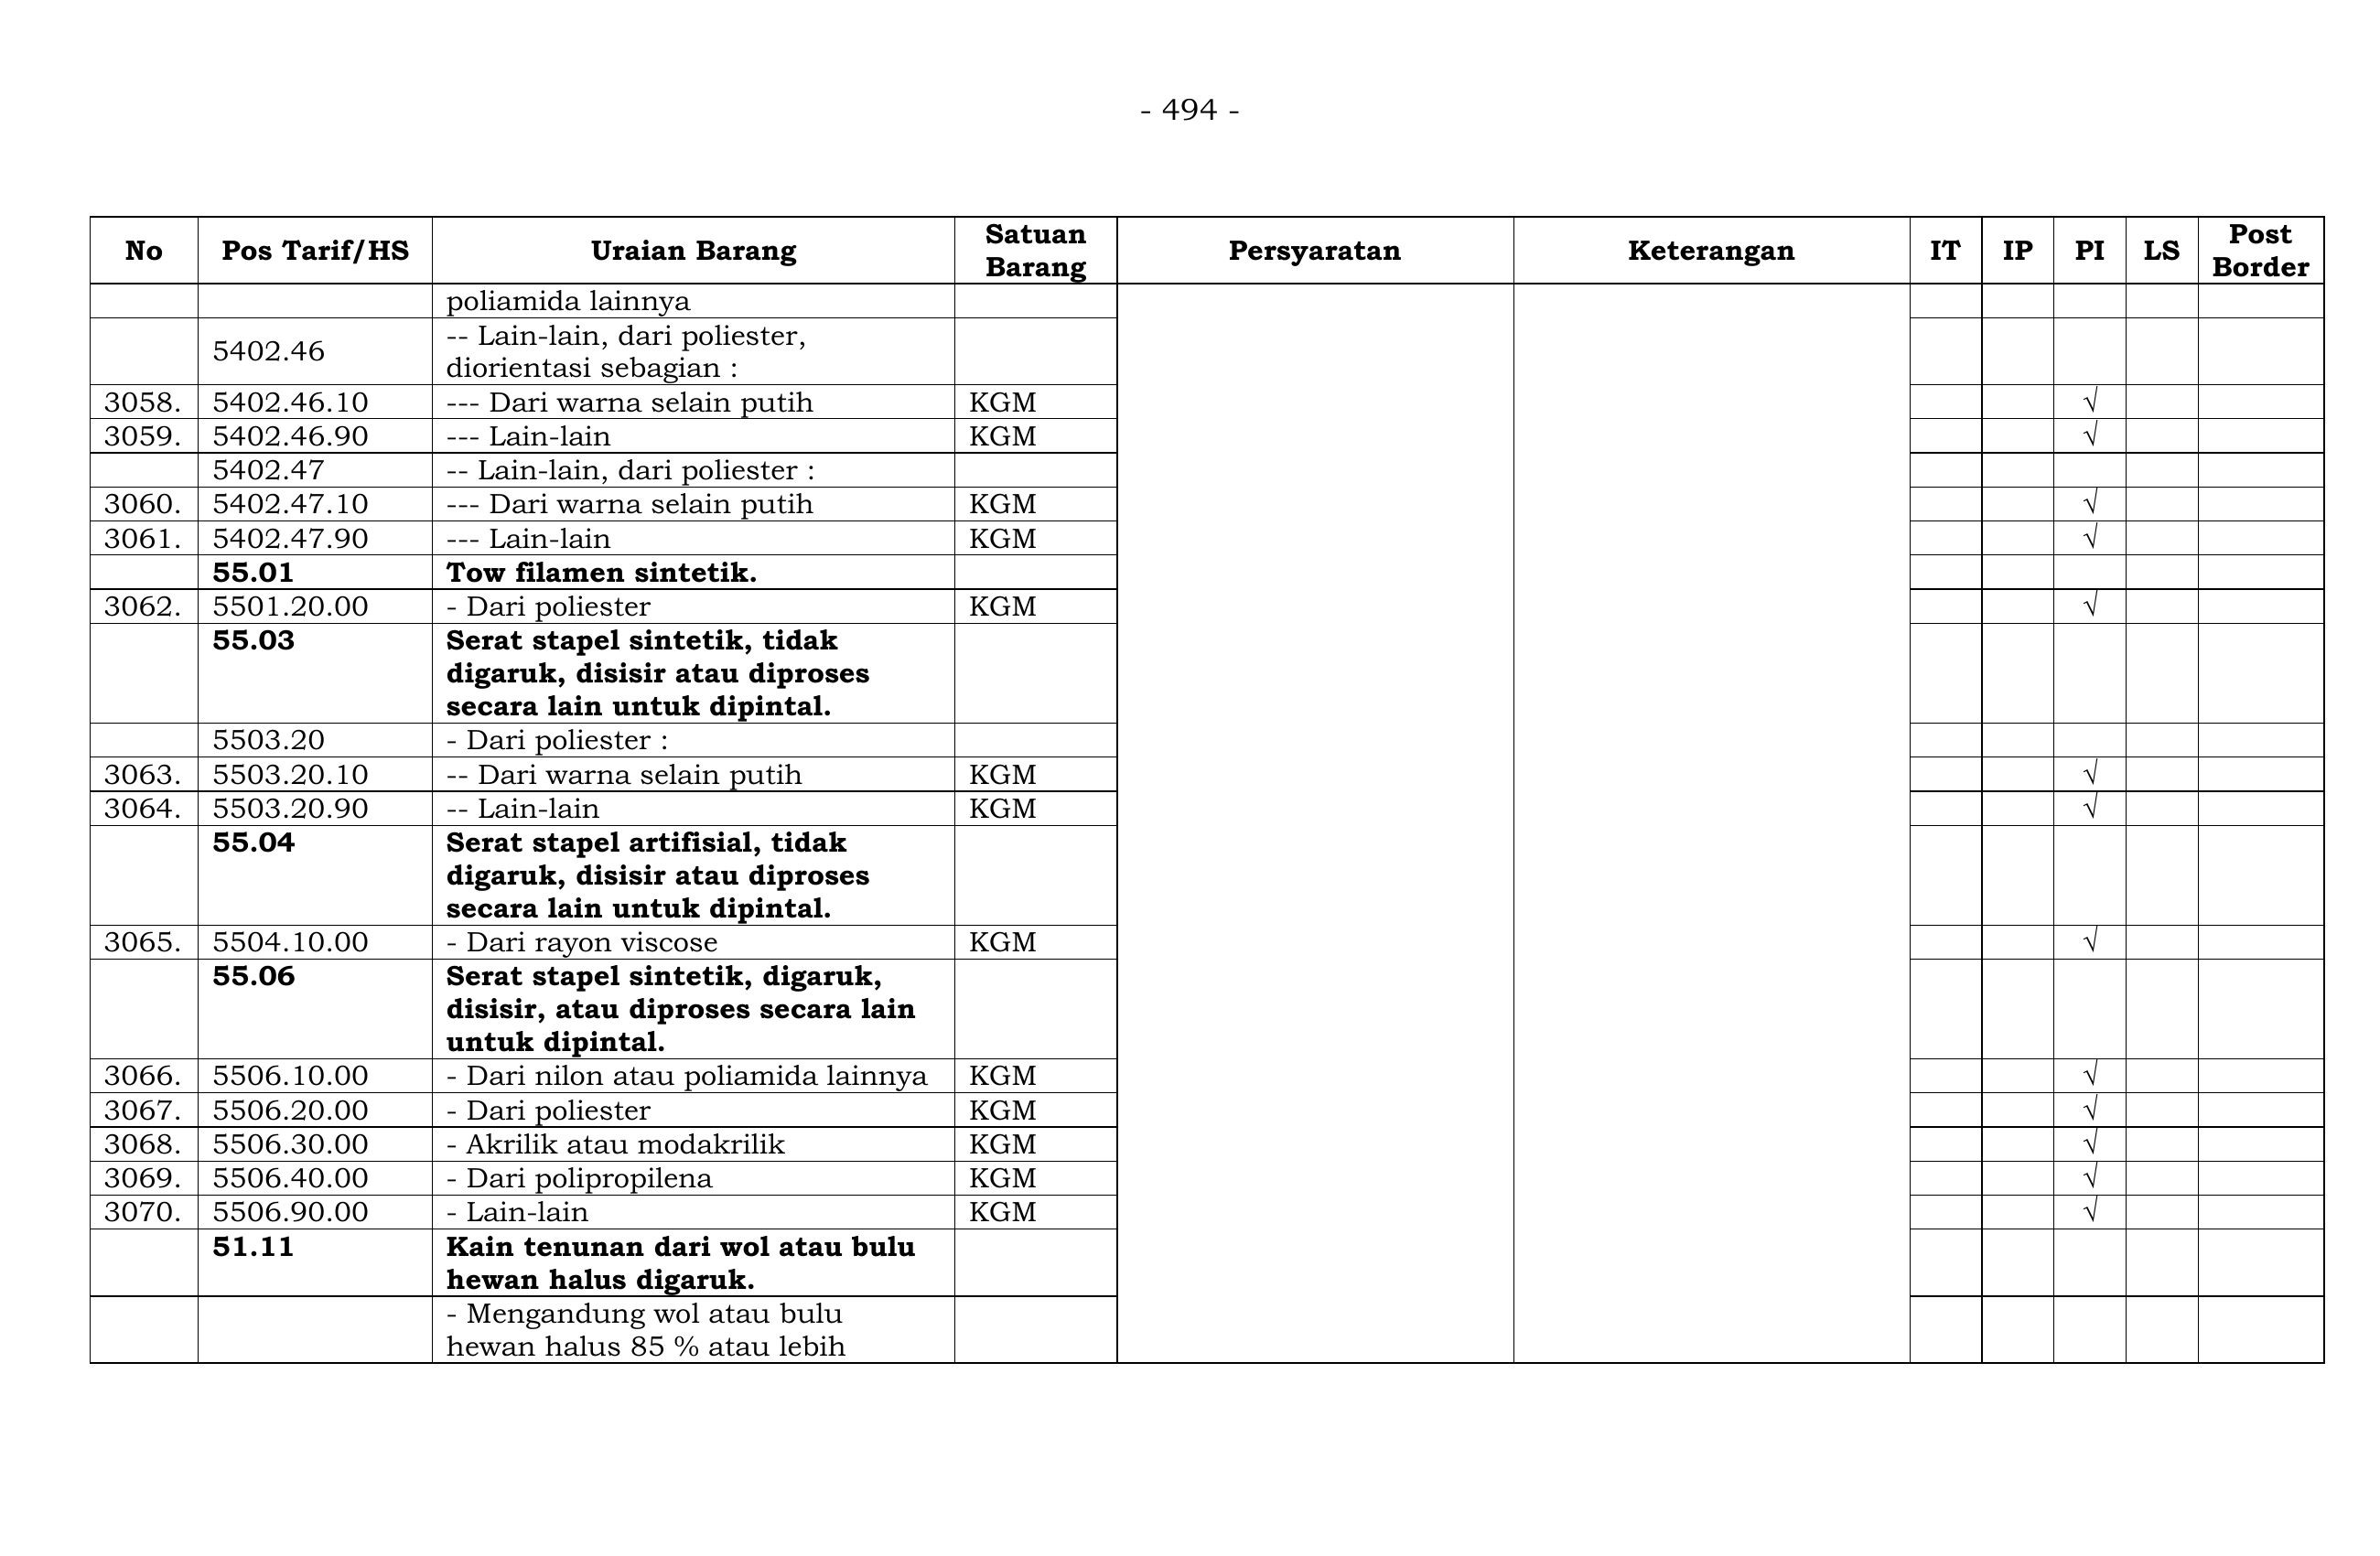 - 494 -
No Pos Tarif/HS Uraian Barang Satuan Barang Persyaratan Keterangan IT IP PI LS Post Border
poliamida lainnya
5402.46 -- Lain-lain, dari poliester,
diorientasi sebagian :
3058. 5402.46.10 --- Dari warna selain putih KGM √
3059. 5402.46.90 --- Lain-lain KGM √
5402.47 -- Lain-lain, dari poliester :
3060. 5402.47.10 --- Dari warna selain putih KGM √
3061. 5402.47.90 --- Lain-lain KGM √
55.01 Tow filamen sintetik.
3062. 5501.20.00 - Dari poliester KGM √
55.03 Serat stapel sintetik, tidak
digaruk, disisir atau diproses
secara lain untuk dipintal.
5503.20 - Dari poliester :
3063. 5503.20.10 -- Dari warna selain putih KGM √
3064. 5503.20.90 -- Lain-lain KGM √
55.04 Serat stapel artifisial, tidak
digaruk, disisir atau diproses
secara lain untuk dipintal.
3065. 5504.10.00 - Dari rayon viscose KGM √
55.06 Serat stapel sintetik, digaruk,
disisir, atau diproses secara lain
untuk dipintal.
3066. 5506.10.00 - Dari nilon atau poliamida lainnya KGM √
3067. 5506.20.00 - Dari poliester KGM √
3068. 5506.30.00 - Akrilik atau modakrilik KGM √
3069. 5506.40.00 - Dari polipropilena KGM √
3070. 5506.90.00 - Lain-lain KGM √
51.11 Kain tenunan dari wol atau bulu
hewan halus digaruk.
- Mengandung wol atau bulu
hewan halus 85 % atau lebih